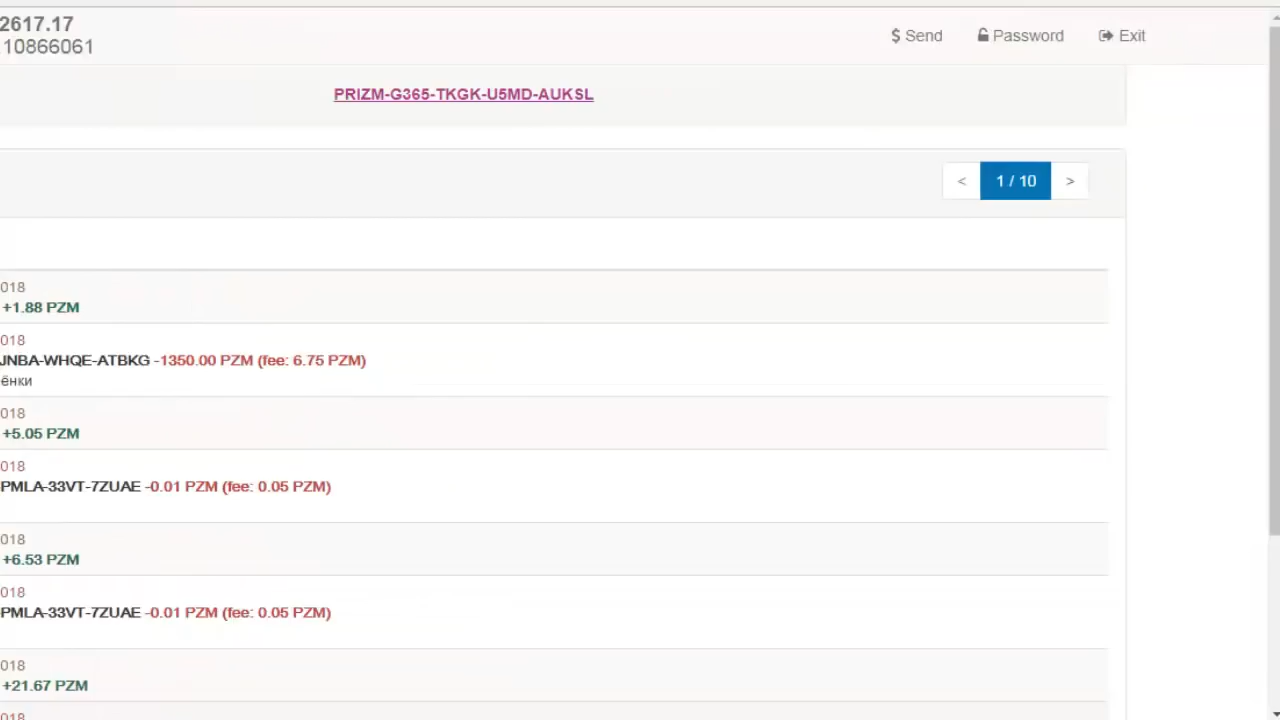 2617.17
10866061
$ Send Password Exit
PRIZM-G365-TKGK-U5MD-AUKSL
< 1 / 10 >
018
+1.88 PZM
018
JNBA-WHQE-ATBKG -1350.00 PZM (fee: 6.75 PZM)
ёнки
018
+5.05 PZM
018
PMLA-33VT-7ZUAE -0.01 PZM (fee: 0.05 PZM)
018
+6.53 PZM
018
PMLA-33VT-7ZUAE -0.01 PZM (fee: 0.05 PZM)
018
+21.67 PZM
018